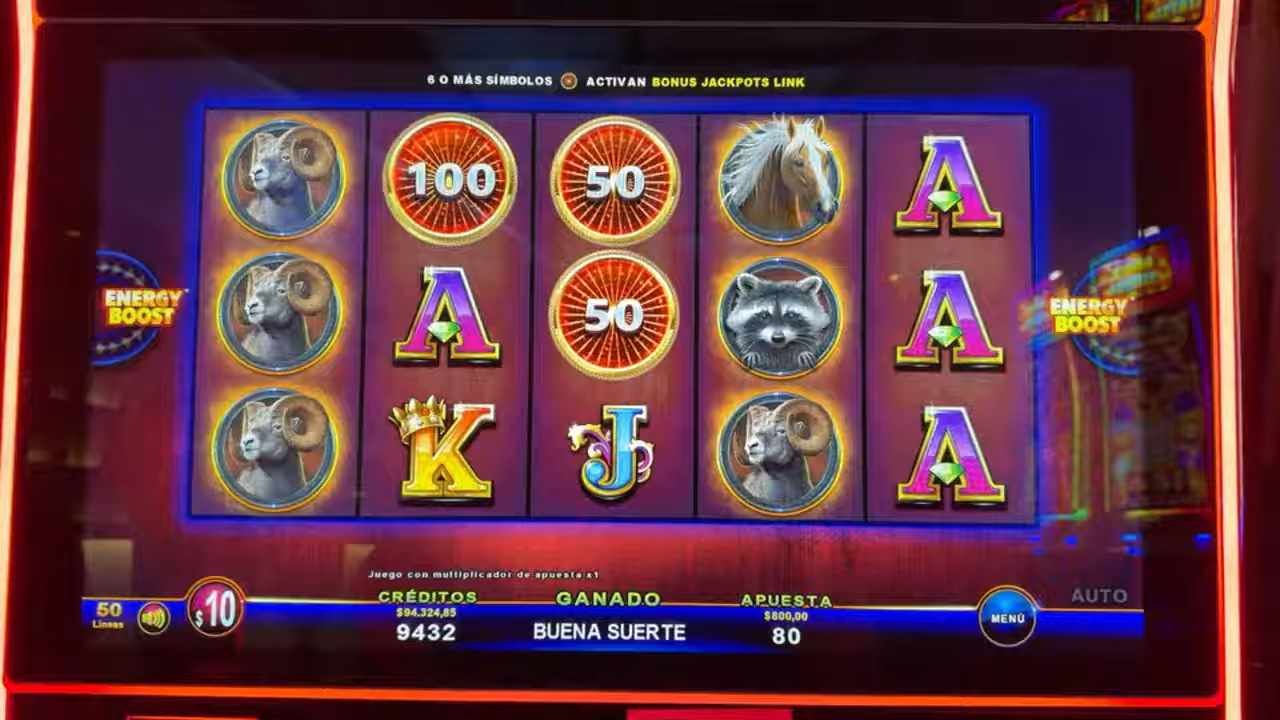 6 O MÁS SÍMBOLOS ACTIVAN BONUS JACKPOTS LINK
100
50
A
ENERGY
BOOST
A
50
A
ENERGY
BOOST
K
J
A
Juego con multiplicador de apuesta x1
50
Líneas
$10
CRÉDITOS
$94.324,85
9432
GANADO
BUENA SUERTE
APUESTA
$800,00
80
MENÚ
AUTO